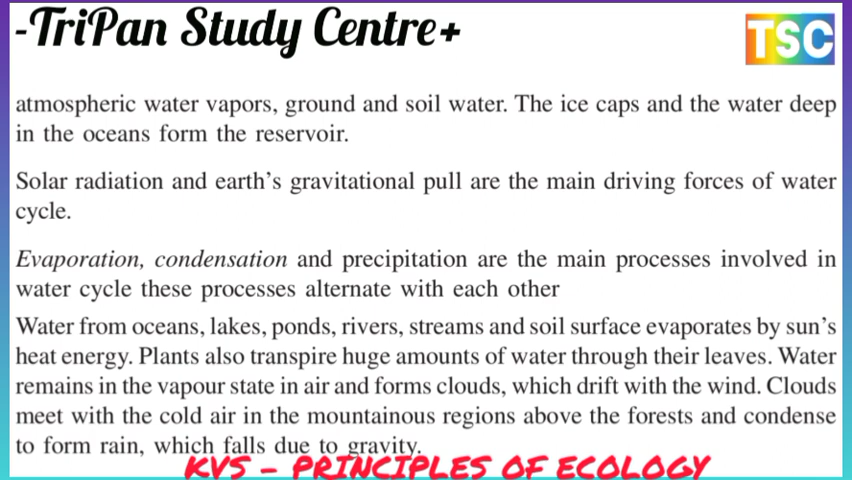 -TriPan Study Centre+
TSC
atmospheric water vapors, ground and soil water. The ice caps and the water deep
in the oceans form the reservoir.
Solar radiation and earth's gravitational pull are the main driving forces of water
cycle.
Evaporation, condensation and precipitation are the main processes involved in
water cycle these processes alternate with each other
Water from oceans, lakes, ponds, rivers, streams and soil surface evaporates by sun's
heat energy. Plants also transpire huge amounts of water through their leaves. Water
remains in the vapour state in air and forms clouds, which drift with the wind. Clouds
meet with the cold air in the mountainous regions above the forests and condense
to form rain, which falls due to gravity.
KVS - PRINCIPLES OF ECOLOGY